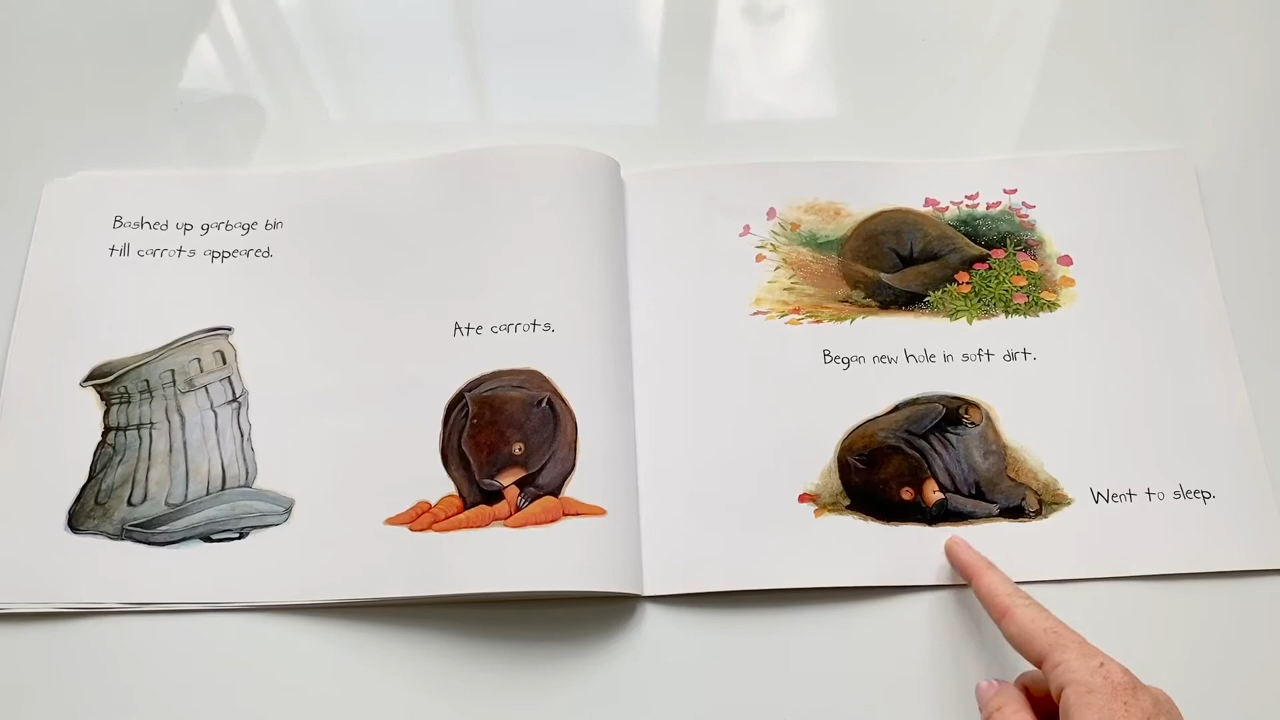 Bashed up garbage bin
till carrots appeared.
Ate carrots.
Began new hole in soft dirt.
Went to sleep.